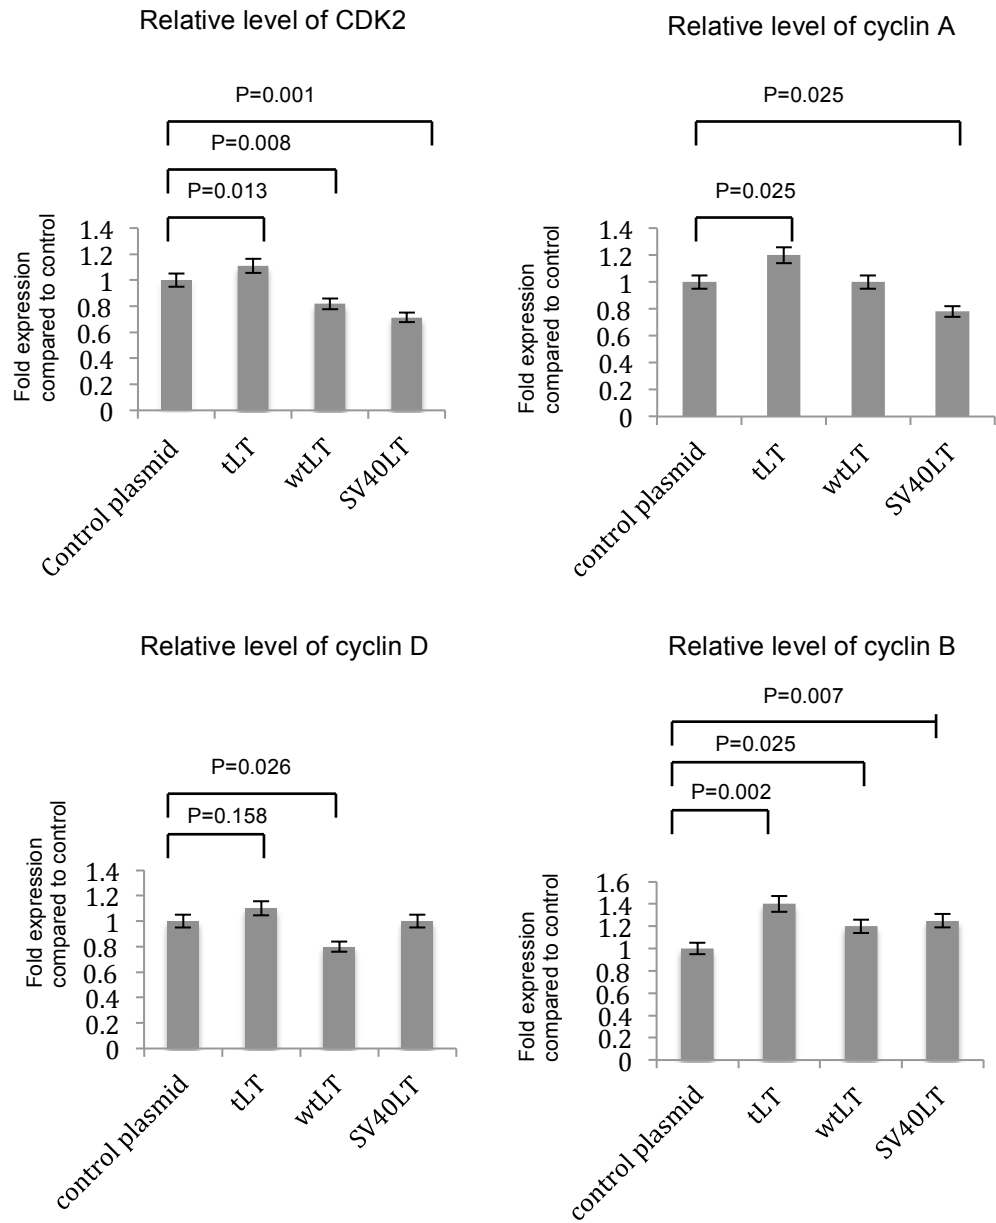 Relative level of CDK2
P=0.001
P=0.008
P=0.013
Fold expression
compared to control
1.4
1.2
1
0.8
0.6
0.4
0.2
0
Control plasmid
tLT
wtLT
SV40LT
Relative level of cyclin A
P=0.025
P=0.025
Fold expression
compared to control
1.4
1.2
1
0.8
0.6
0.4
0.2
0
control plasmid
tLT
wtLT
SV40LT
Relative level of cyclin D
P=0.026
P=0.158
Fold expression
compared to control
1.4
1.2
1
0.8
0.6
0.4
0.2
0
control plasmid
tLT
wtLT
SV40LT
Relative level of cyclin B
P=0.007
P=0.025
P=0.002
Fold expression
compared to control
1.6
1.4
1.2
1
0.8
0.6
0.4
0.2
0
control plasmid
tLT
wtLT
SV40LT